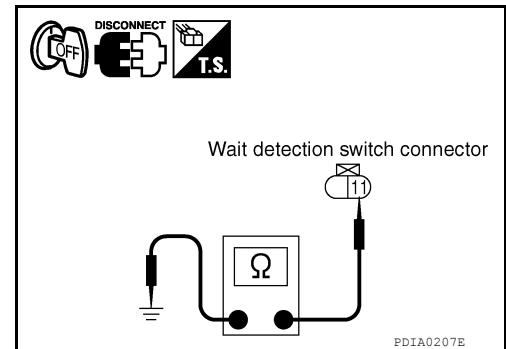 DISCONNECT
OFF
T.S.
Wait detection switch connector
11
Ω
PDIA0207E